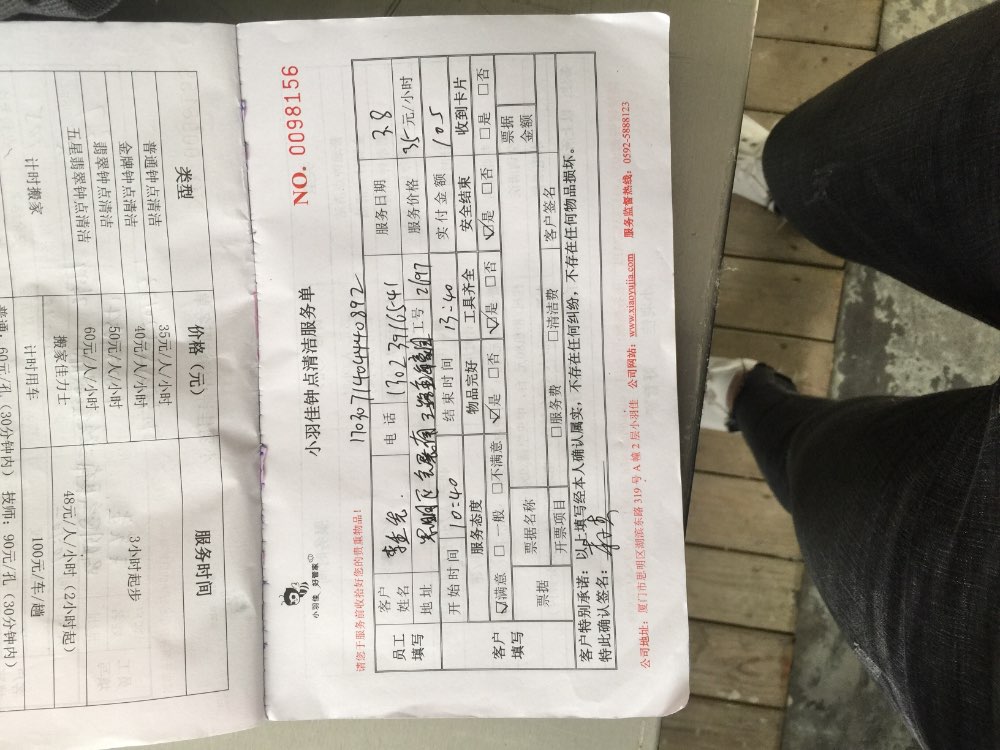 类型 价格（元） 服务时间
普通钟点清洁 35元/人/小时 3小时起步
金牌钟点清洁 40元/人/小时
翡翠钟点清洁 50元/人/小时
五星翡翠钟点清洁 60元/人/小时
搬家佳力士 48元/人/小时（2小时起）
计时搬家 计时用车 100元/车/趟
普通：60元/孔（30分钟内） 技师：90元/孔（30分钟内）
小羽佳 好管家
小羽佳钟点清洁服务单
NO. 0098156
请您于服务前收拾好您的贵重物品！
17030714044440892
员工填写
客户姓名 电话 130239116541 服务日期 3.8
地址 工号 2197 服务价格 35元/小时
开始时间 10:40 结束时间 13:40 实付金额 105
客户填写
服务态度 物品完好 工具齐全 安全结束 收到卡片
☑满意 □一般 □不满意 ☑是 □否 ☑是 □否 ☑是 □否 □是 □否
票据 票据名称 □服务费 □清洁费 票据金额
开票项目 客户签名
客户特别承诺：以上填写经本人确认属实，不存在任何纠纷，不存在任何物品损坏。
特此确认签名：
公司地址：厦门市思明区湖滨东路319号A幢2层小羽佳 公司网站：www.xiaoyujia.com 服务监督热线：0592-5888123